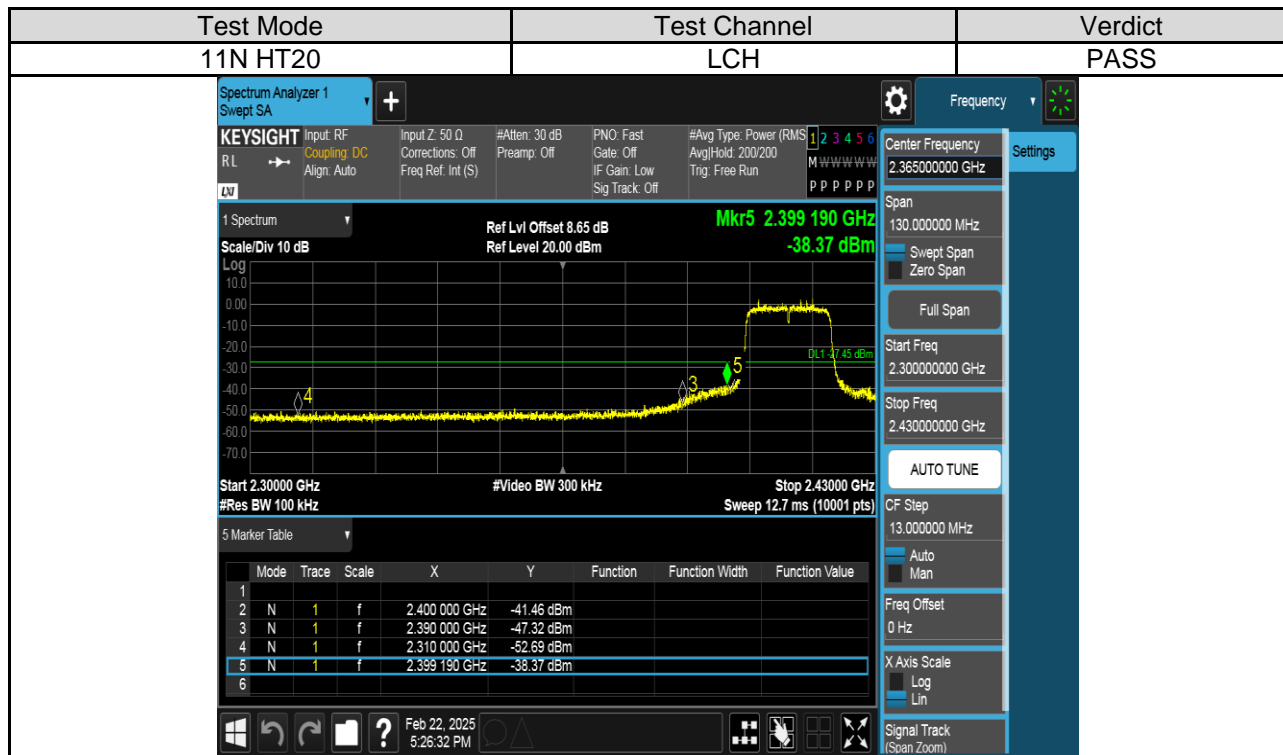 Test Mode Test Channel Verdict
11N HT20 LCH PASS
Spectrum Analyzer 1
Swept SA
+
Frequency
KEYSIGHT Input: RF Input Z: 50 Ω #Atten: 30 dB PNO: Fast #Avg Type: Power (RMS 1 2 3 4 5 6
RL Coupling: DC Corrections: Off Preamp: Off Gate: Off Avg|Hold: 200/200 M W W W W W
Align: Auto Freq Ref: Int (S) IF Gain: Low Trig: Free Run
LXI Sig Track: Off P P P P P P
Center Frequency
2.365000000 GHz
Settings
1 Spectrum
Ref Lvl Offset 8.65 dB
Mkr5 2.399 190 GHz
Scale/Div 10 dB
Ref Level 20.00 dBm
-38.37 dBm
Span
130.000000 MHz
Swept Span
Zero Span
Full Span
Start Freq
2.300000000 GHz
Stop Freq
2.430000000 GHz
AUTO TUNE
CF Step
13.000000 MHz
Auto
Man
Freq Offset
0 Hz
X Axis Scale
Log
Lin
Signal Track
(Span Zoom)
Log
10.0
0.00
-10.0
-20.0
DL1 -27.45 dBm
-30.0
5
-40.0
4
3
-50.0
-60.0
-70.0
Start 2.30000 GHz #Video BW 300 kHz Stop 2.43000 GHz
#Res BW 100 kHz Sweep 12.7 ms (10001 pts)
5 Marker Table
Mode Trace Scale X Y Function Function Width Function Value
1
2 N 1 f 2.400 000 GHz -41.46 dBm
3 N 1 f 2.390 000 GHz -47.32 dBm
4 N 1 f 2.310 000 GHz -52.69 dBm
5 N 1 f 2.399 190 GHz -38.37 dBm
6
?
Feb 22, 2025
5:26:32 PM